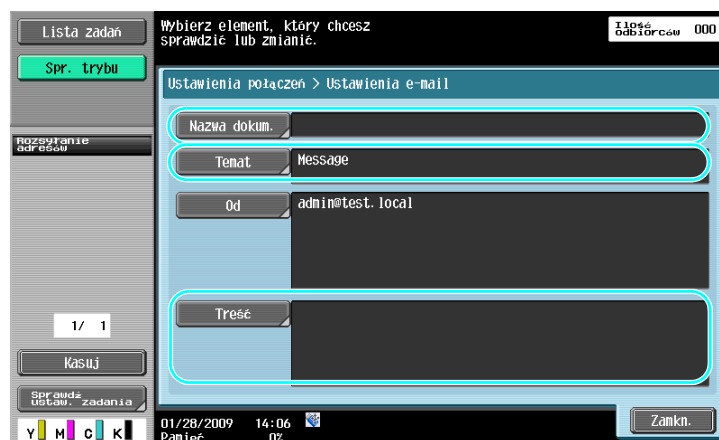 Lista zadań
Wybierz element, który chcesz
sprawdzić lub zmianić.
Ilość
odbiorców 000
Spr. trybu
Ustawienia połączeń > Ustawienia e-mail
Nazwa dokum.
Rozsyłanie
adresów
Temat Message
Od admin@test.local
Treść
1/ 1
Kasuj
Sprawdź
ustaw. zadania
Y M C K
01/28/2009 14:06
Pamięć 0%
Zamkn.